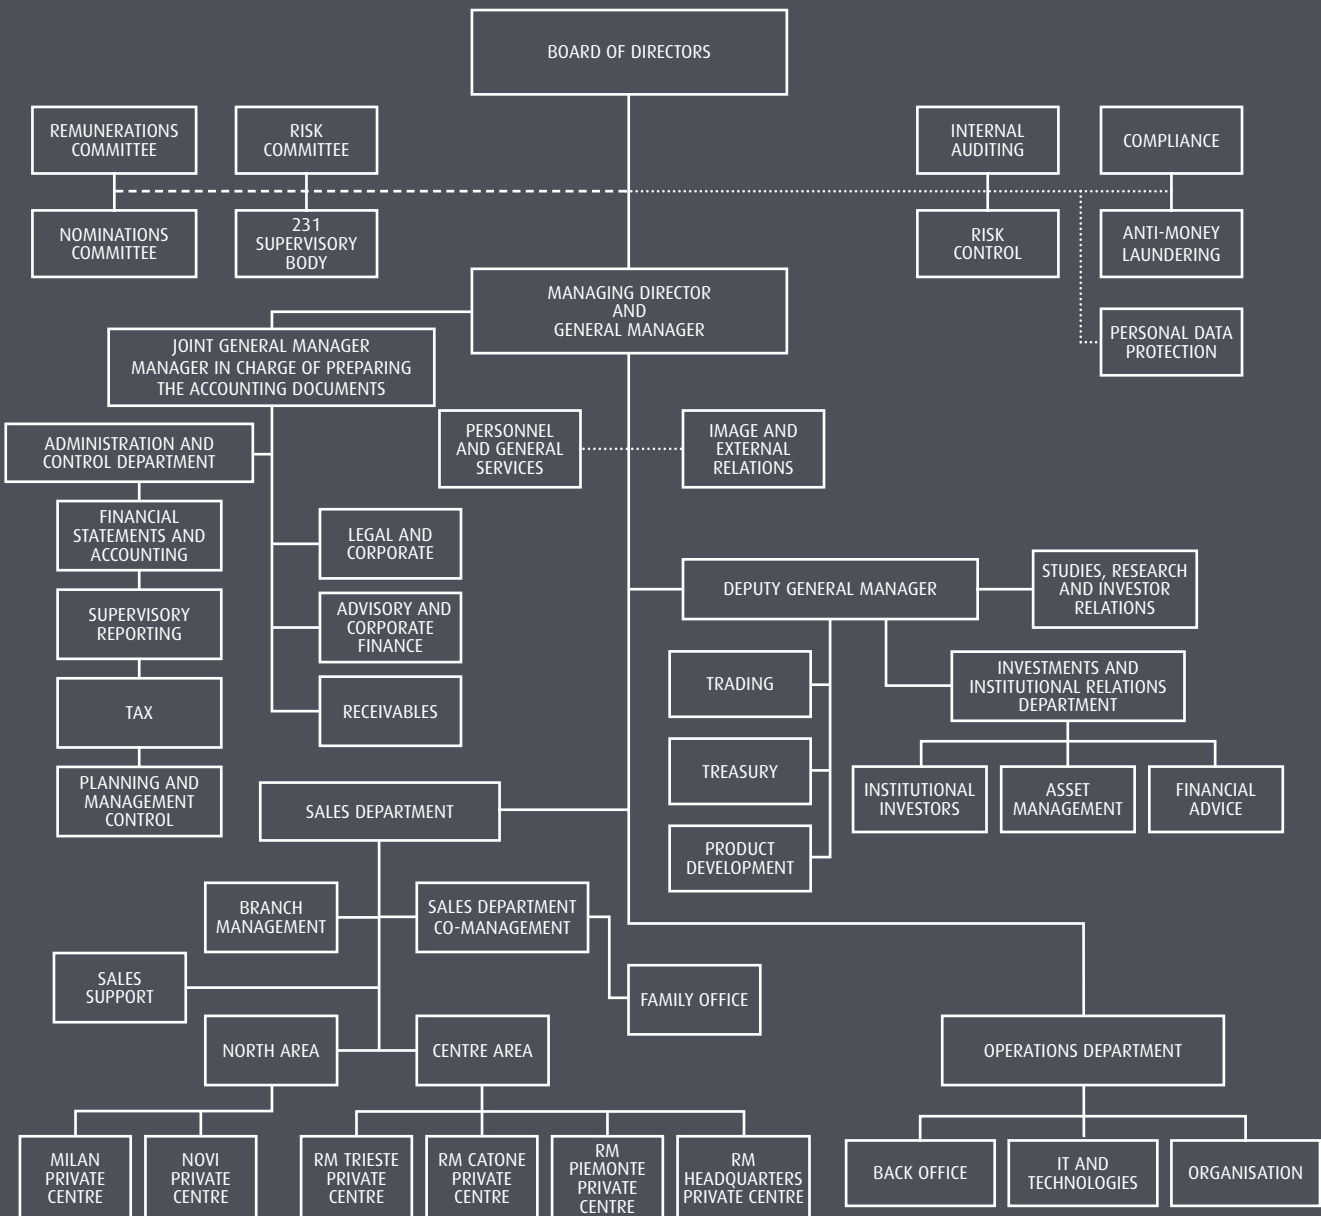 BOARD OF DIRECTORS
REMUNERATIONS
COMMITTEE
RISK
COMMITTEE
INTERNAL
AUDITING
COMPLIANCE
NOMINATIONS
COMMITTEE
231
SUPERVISORY
BODY
RISK
CONTROL
ANTI-MONEY
LAUNDERING
MANAGING DIRECTOR
AND
GENERAL MANAGER
PERSONAL DATA
PROTECTION
JOINT GENERAL MANAGER
MANAGER IN CHARGE OF PREPARING
THE ACCOUNTING DOCUMENTS
ADMINISTRATION AND
CONTROL DEPARTMENT
PERSONNEL
AND GENERAL
SERVICES
IMAGE AND
EXTERNAL
RELATIONS
FINANCIAL
STATEMENTS AND
ACCOUNTING
LEGAL AND
CORPORATE
DEPUTY GENERAL MANAGER
STUDIES, RESEARCH
AND INVESTOR
RELATIONS
SUPERVISORY
REPORTING
ADVISORY AND
CORPORATE
FINANCE
TRADING
INVESTMENTS AND
INSTITUTIONAL RELATIONS
DEPARTMENT
TAX
RECEIVABLES
TREASURY
INSTITUTIONAL
INVESTORS
ASSET
MANAGEMENT
FINANCIAL
ADVICE
PLANNING AND
MANAGEMENT
CONTROL
SALES DEPARTMENT
PRODUCT
DEVELOPMENT
BRANCH
MANAGEMENT
SALES DEPARTMENT
CO-MANAGEMENT
SALES
SUPPORT
FAMILY OFFICE
NORTH AREA
CENTRE AREA
OPERATIONS DEPARTMENT
MILAN
PRIVATE
CENTRE
NOVI
PRIVATE
CENTRE
RM TRIESTE
PRIVATE
CENTRE
RM CATONE
PRIVATE
CENTRE
RM
PIEMONTE
PRIVATE
CENTRE
RM
HEADQUARTERS
PRIVATE CENTRE
BACK OFFICE
IT AND
TECHNOLOGIES
ORGANISATION